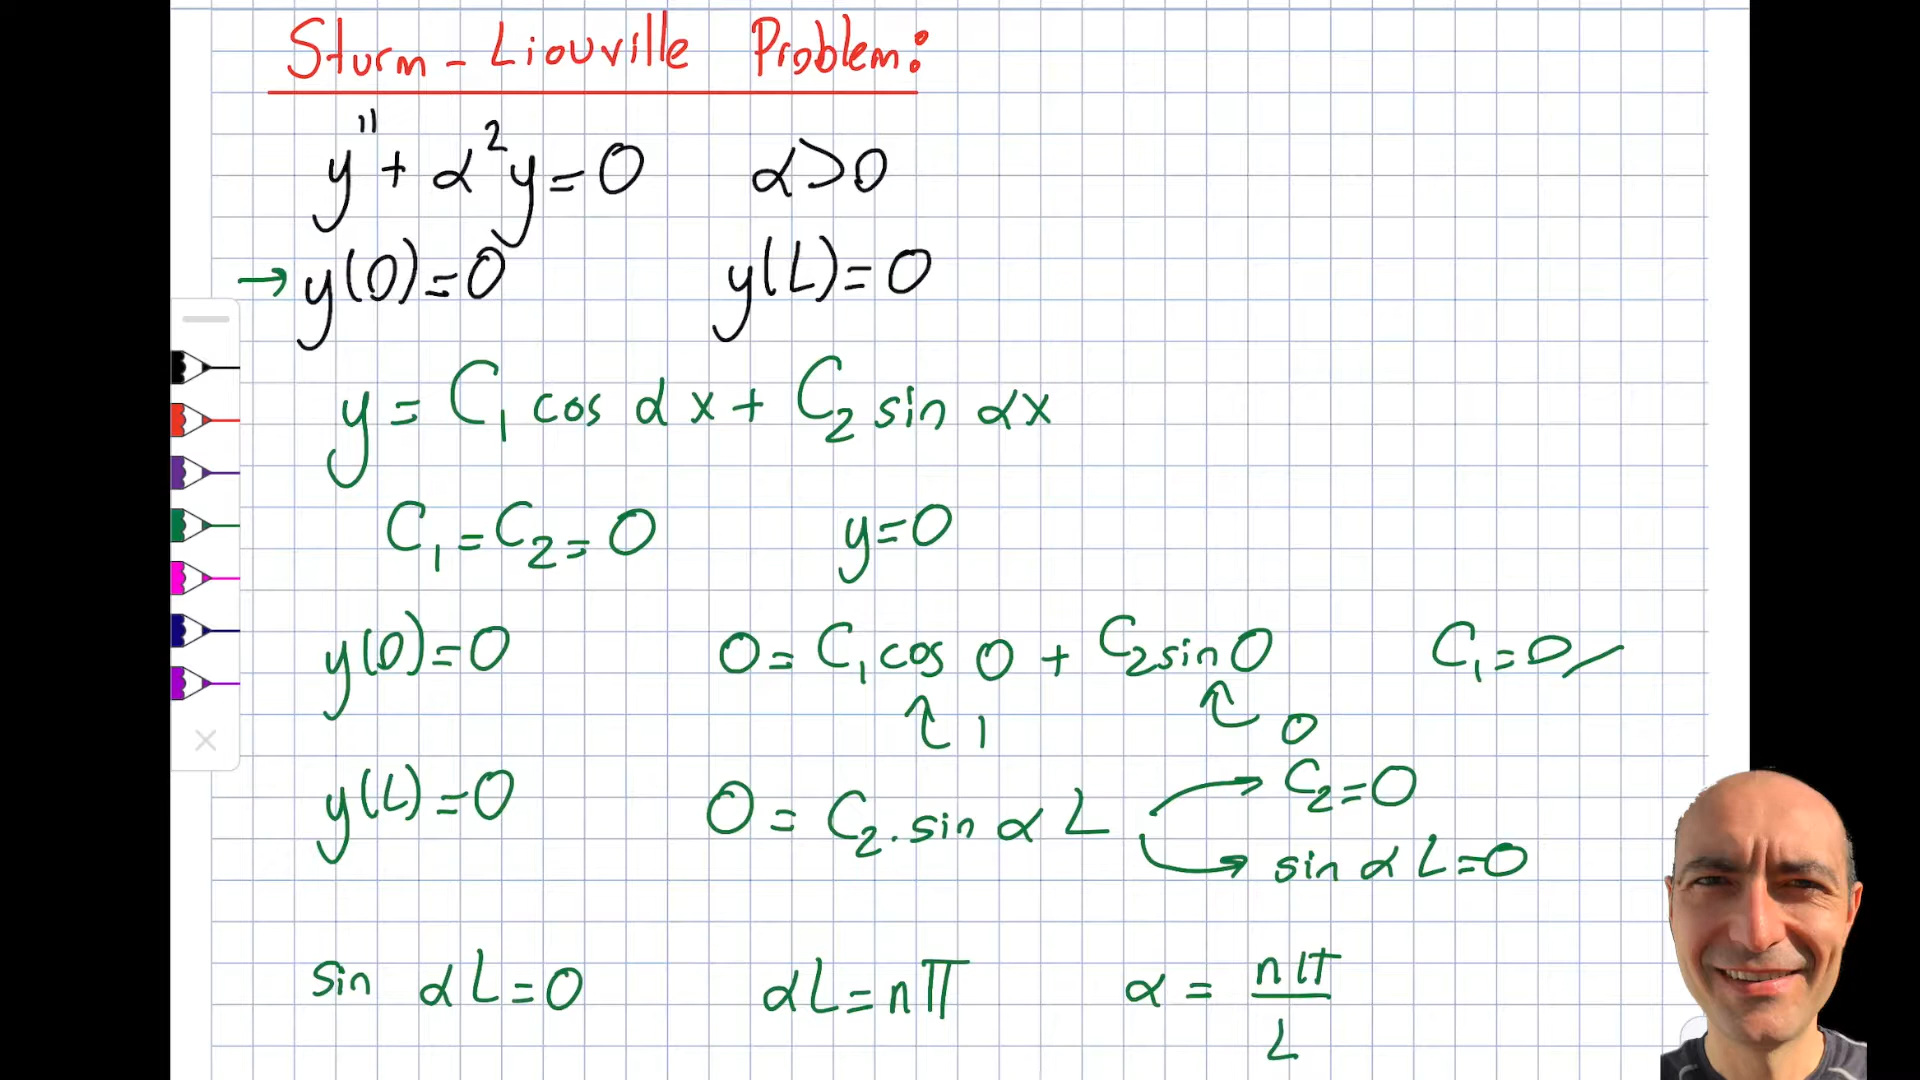 Sturm - Liouville Problem:
y'' + α²y = 0 α > 0
→ y(0) = 0 y(L) = 0
y = C₁ cos αx + C₂ sin αx
C₁ = C₂ = 0 y = 0
y(0) = 0 0 = C₁ cos 0 + C₂ sin 0 C₁ = 0
1 0
y(L) = 0 0 = C₂ . sin α L C₂ = 0
sin α L = 0
sin αL = 0 αL = nπ α = nπ/L